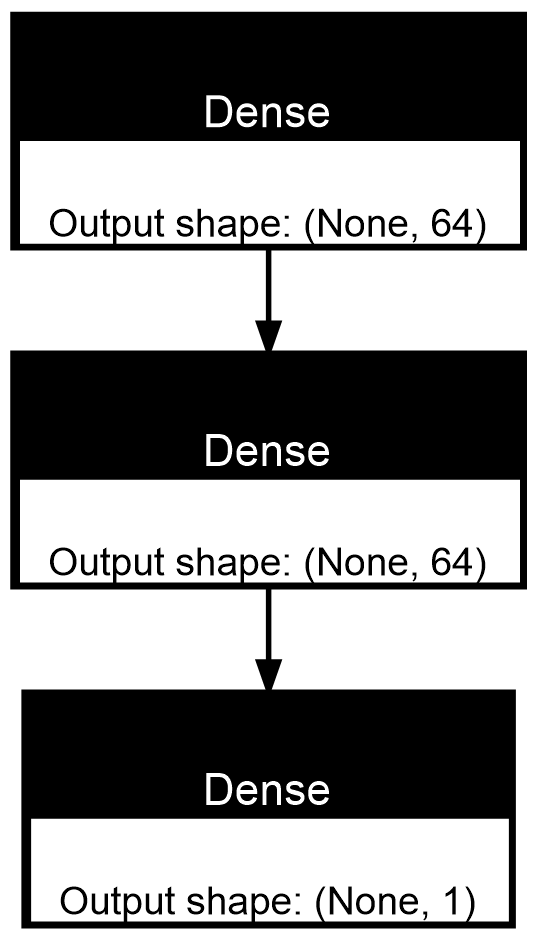 Dense
Output shape: (None, 64)
Dense
Output shape: (None, 64)
Dense
Output shape: (None, 1)